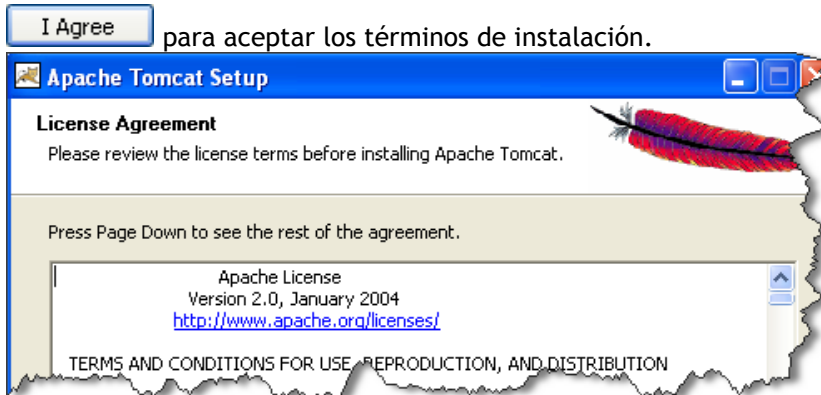 I Agree para aceptar los términos de instalación.
Apache Tomcat Setup
License Agreement
Please review the license terms before installing Apache Tomcat.
Press Page Down to see the rest of the agreement.
Apache License
Version 2.0, January 2004
http://www.apache.org/licenses/
TERMS AND CONDITIONS FOR USE, REPRODUCTION, AND DISTRIBUTION